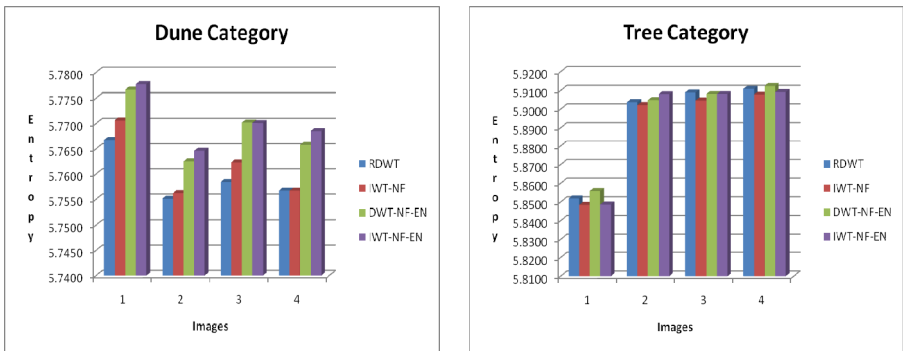 Dune Category
5.7800
5.7750
5.7700
5.7650
5.7600
5.7550
5.7500
5.7450
5.7400
Entropy
1 2 3 4
Images
RDWT
IWT-NF
DWT-NF-EN
IWT-NF-EN
Tree Category
5.9200
5.9100
5.9000
5.8900
5.8800
5.8700
5.8600
5.8500
5.8400
5.8300
5.8200
5.8100
Entropy
1 2 3 4
Images
RDWT
IWT-NF
DWT-NF-EN
IWT-NF-EN